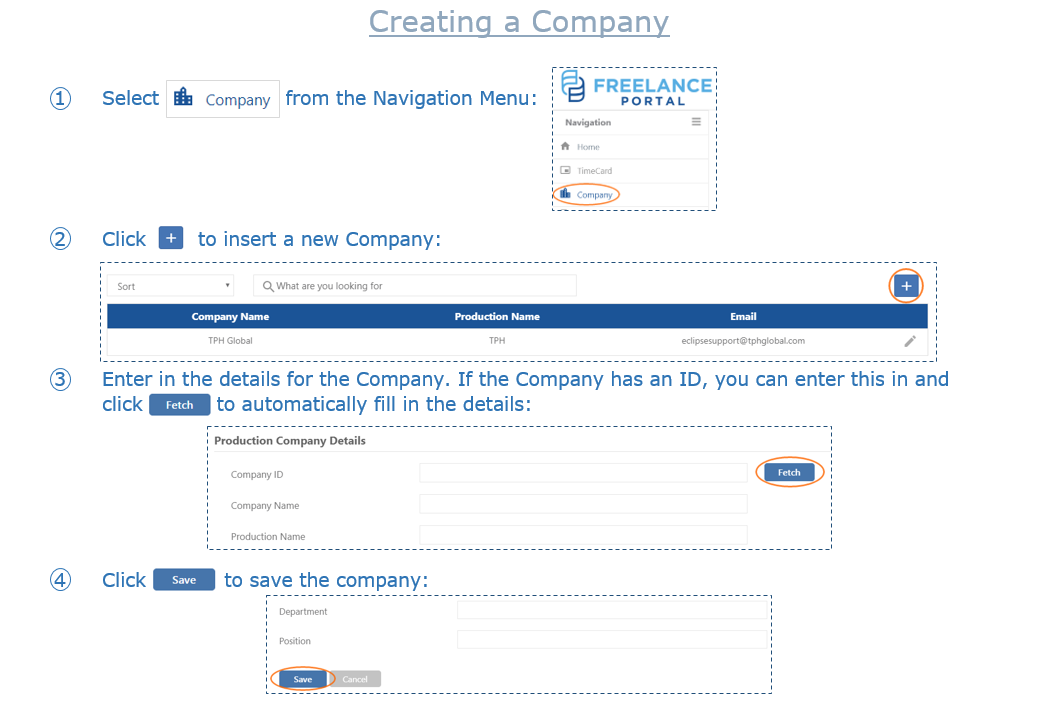 Creating a Company
① Select Company from the Navigation Menu:
FREELANCE
PORTAL
Navigation
Home
TimeCard
Company
② Click + to insert a new Company:
Sort What are you looking for +
Company Name Production Name Email
TPH Global TPH eclipsesupport@tphglobal.com
③ Enter in the details for the Company. If the Company has an ID, you can enter this in and
click Fetch to automatically fill in the details:
Production Company Details
Company ID Fetch
Company Name
Production Name
④ Click Save to save the company:
Department
Position
Save Cancel